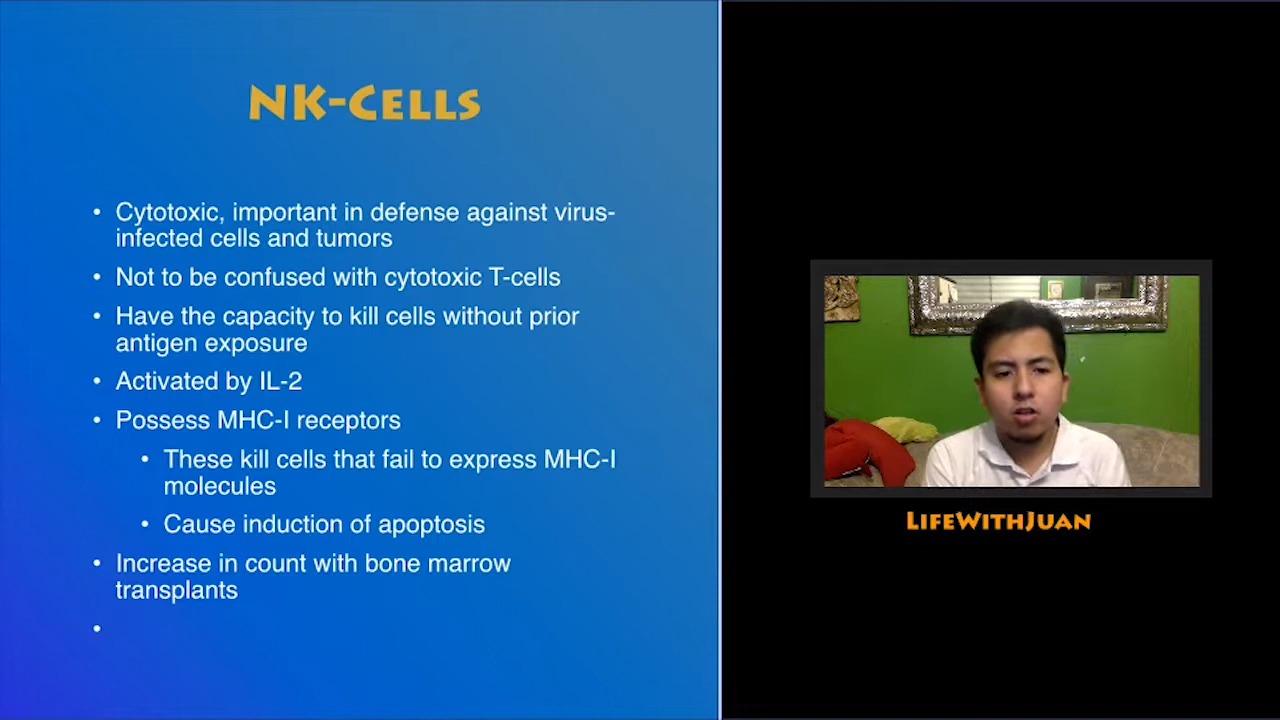 NK-Cells
• Cytotoxic, important in defense against virus-
infected cells and tumors
• Not to be confused with cytotoxic T-cells
• Have the capacity to kill cells without prior
antigen exposure
• Activated by IL-2
• Possess MHC-I receptors
• These kill cells that fail to express MHC-I
molecules
• Cause induction of apoptosis
• Increase in count with bone marrow
transplants
•
LifeWithJuan